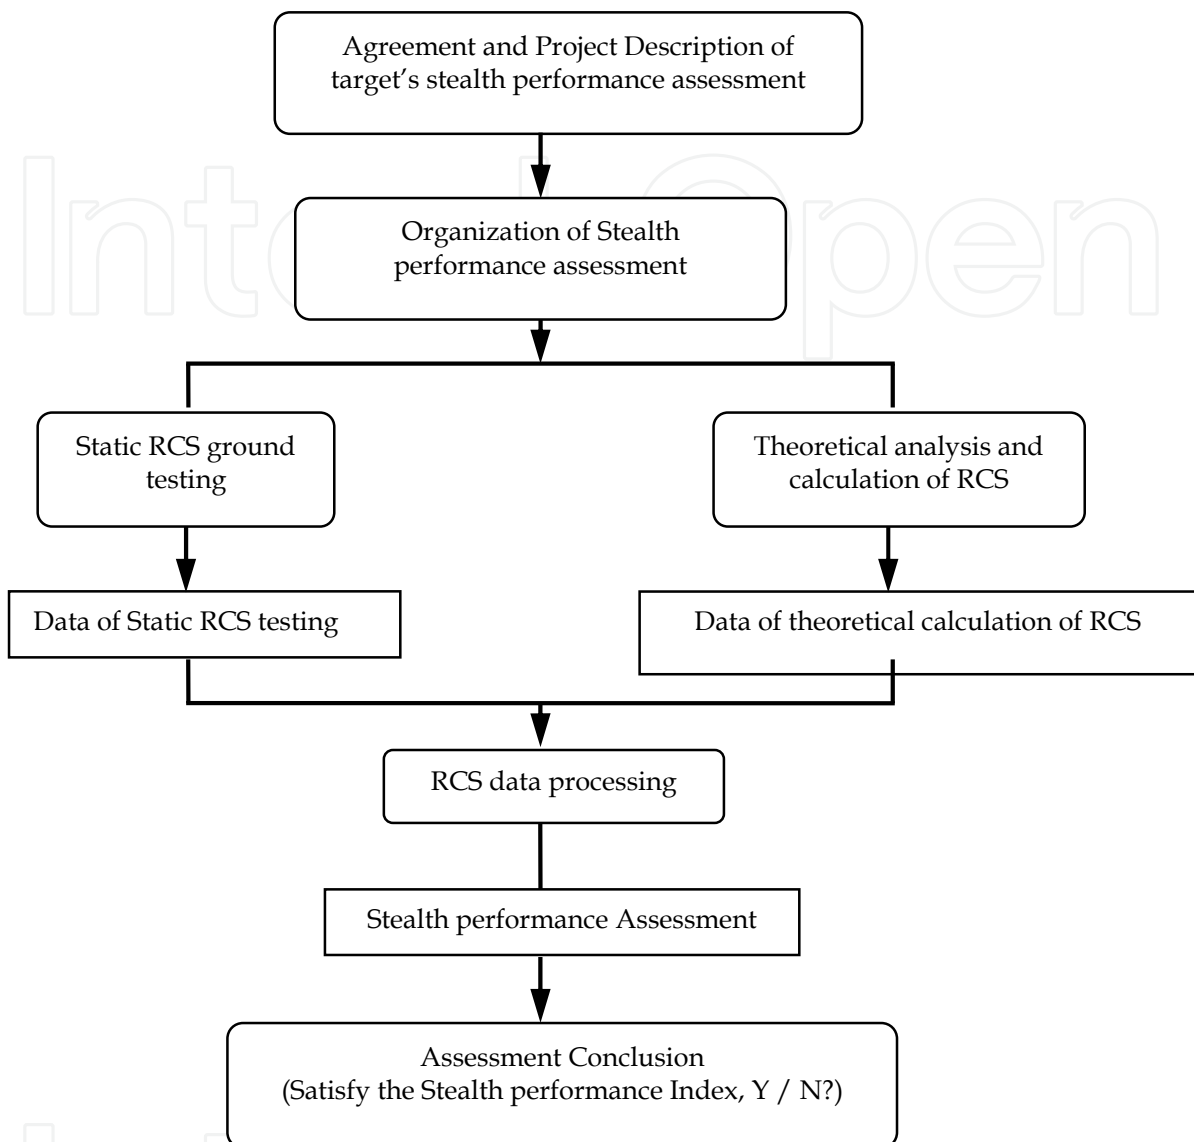 Agreement and Project Description of
target's stealth performance assessment
Organization of Stealth
performance assessment
Static RCS ground
testing
Theoretical analysis and
calculation of RCS
Data of Static RCS testing
Data of theoretical calculation of RCS
RCS data processing
Stealth performance Assessment
Assessment Conclusion
(Satisfy the Stealth performance Index, Y / N?)